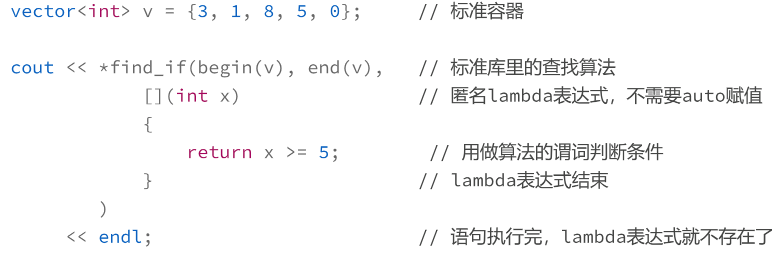 vector<int> v = {3, 1, 8, 5, 0};     // 标准容器
cout << *find_if(begin(v), end(v),   // 标准库里的查找算法
            [](int x)                // 匿名lambda表达式，不需要auto赋值
            {
                return x >= 5;        // 用做算法的谓词判断条件
            }                        // lambda表达式结束
        )
     << endl;                        // 语句执行完，lambda表达式就不存在了